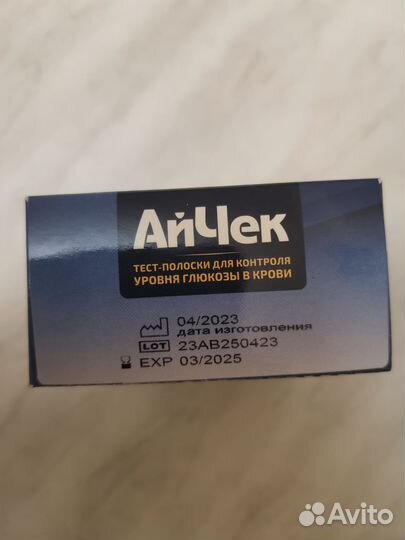 АйЧек
ТЕСТ-ПОЛОСКИ ДЛЯ КОНТРОЛЯ
УРОВНЯ ГЛЮКОЗЫ В КРОВИ
04/2023
дата изготовления
LOT 23AB250423
EXP 03/2025
Avito